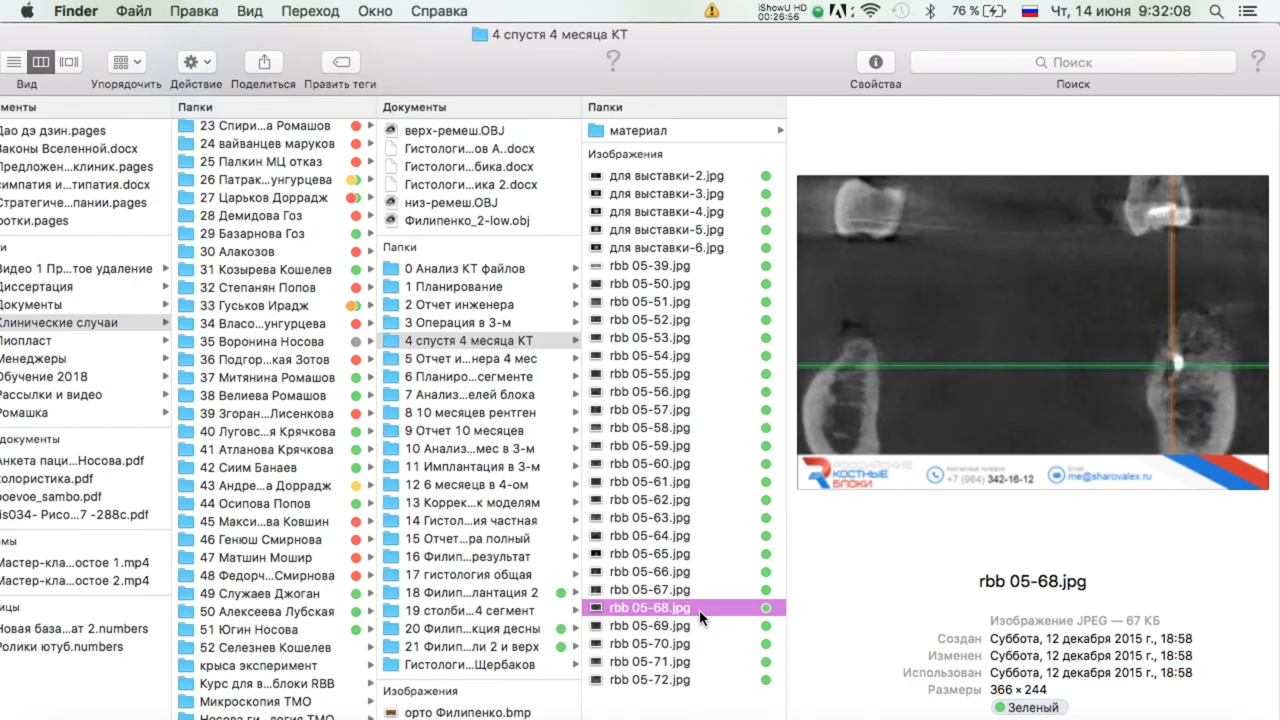 Finder Файл Правка Вид Переход Окно Справка iShowU HD 00:26:56 76 % Чт, 14 июня 9:32:08
4 спустя 4 месяца КТ
Вид Упорядочить Действие Поделиться Править теги Свойства Поиск
Поиск
менты
Дао дэ дзин.pages
Законы Вселенной.docx
Предложен...клиник.pages
симпатия и...типатия.docx
Стратегиче...пании.pages
фотки.pages
и
Видео 1 Пр...тое удаление
Диссертация
Документы
Клинические случаи
Лиопласт
Менеджеры
Обучение 2018
Рассылки и видео
Ромашка
документы
Анкета паци...Носова.pdf
колористика.pdf
boevoe_sambo.pdf
is034- Рисо...7 -288c.pdf
ьмы
Мастер-кла...остое 1.mp4
Мастер-кла...остое 2.mp4
ицы
Новая база...ат 2.numbers
Ролики ютуб.numbers
Папки
23 Спири...а Ромашов
24 вайванцев маруков
25 Палкин МЦ отказ
26 Патрак...унгурцева
27 Царьков Доррадж
28 Демидова Гоз
29 Базарнова Гоз
30 Алакозов
31 Козырева Кошелев
32 Степанян Попов
33 Гуськов Ирадж
34 Власо...унгурцева
35 Воронина Носова
36 Подгор...кая Зотов
37 Митянина Ромашов
38 Велиева Ромашов
39 Згоран...Лисенкова
40 Луговс...я Крячкова
41 Атланова Крячкова
42 Сиим Банаев
43 Андре...а Доррадж
44 Осипова Попов
45 Макси...ва Ковшин
46 Генюш Смирнова
47 Матшин Мошир
48 Федорч...Смирнова
49 Служаев Джоган
50 Алексеева Лубская
51 Югин Носова
52 Селезнев Кошелев
крыса эксперимент
Курс для в...блоки RBB
Микроскопия ТМО
Носова ги...логия ТМО
Документы
верх-ремеш.OBJ
Гистологи...ов А..docx
Гистологи...бика.docx
Гистологи...ика 2.docx
низ-ремеш.OBJ
Филипенко_2-low.obj
Папки
0 Анализ КТ файлов
1 Планирование
2 Отчет инженера
3 Операция в 3-м
4 спустя 4 месяца КТ
5 Отчет и...нера 4 мес
6 Планиро...сегменте
7 Анализ...елей блока
8 10 месяцев рентген
9 Отчет 10 месяцев
10 Анализ...мес в 3-м
11 Имплантация в 3-м
12 6 месяецв в 4-ом
13 Коррек...к моделям
14 Гистол...ия частная
15 Отчет...ра полный
16 Филип...результат
17 гистология общая
18 Филип...лантация 2
19 столби...4 сегмент
20 Филип...кция десны
21 Филип...ли 2 и верх
Гистологи...Щербаков
Изображения
орто Филипенко.bmp
Папки
материал
Изображения
для выставки-2.jpg
для выставки-3.jpg
для выставки-4.jpg
для выставки-5.jpg
для выставки-6.jpg
rbb 05-39.jpg
rbb 05-50.jpg
rbb 05-51.jpg
rbb 05-52.jpg
rbb 05-53.jpg
rbb 05-54.jpg
rbb 05-55.jpg
rbb 05-56.jpg
rbb 05-57.jpg
rbb 05-58.jpg
rbb 05-59.jpg
rbb 05-60.jpg
rbb 05-61.jpg
rbb 05-62.jpg
rbb 05-63.jpg
rbb 05-64.jpg
rbb 05-65.jpg
rbb 05-66.jpg
rbb 05-67.jpg
rbb 05-68.jpg
rbb 05-69.jpg
rbb 05-70.jpg
rbb 05-71.jpg
rbb 05-72.jpg
РОССИЙСКИЕ
КОСТНЫЕ
БЛОКИ
Контактный телефон
+7 (964) 342-16-12
Email
me@sharovalex.ru
rbb 05-68.jpg
Изображение JPEG — 67 КБ
Создан Суббота, 12 декабря 2015 г., 18:58
Изменен Суббота, 12 декабря 2015 г., 18:58
Использован Суббота, 12 декабря 2015 г., 18:58
Размеры 366 × 244
Зеленый